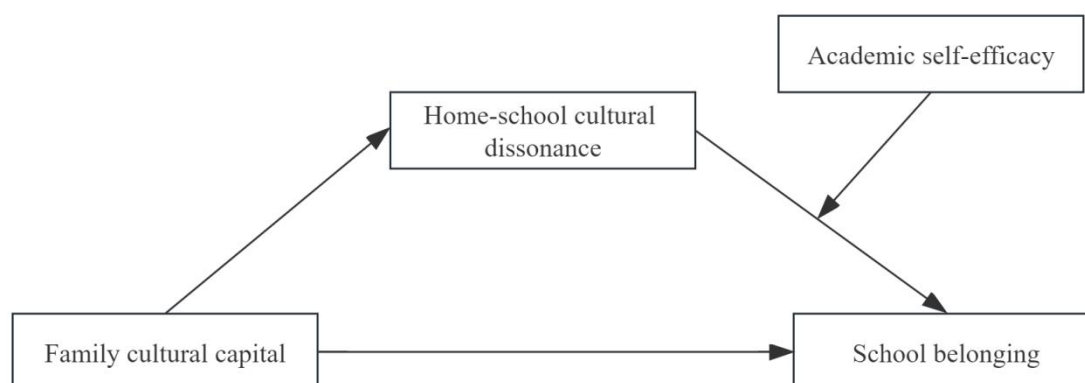 Academic self-efficacy
Home-school cultural
dissonance
Family cultural capital
School belonging